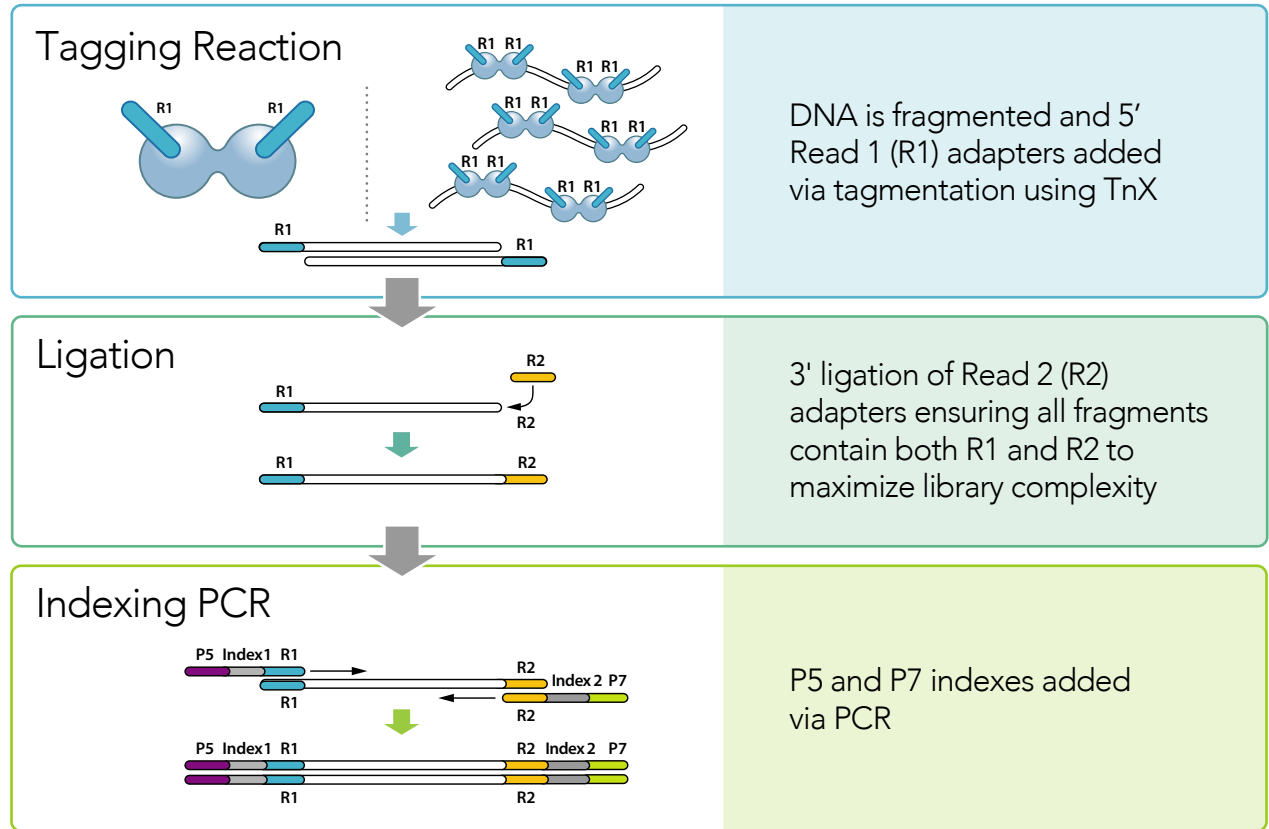 Tagging Reaction
R1 R1
R1 R1
R1 R1
R1 R1
R1 R1
R1 R1
R1 R1
R1
R1
DNA is fragmented and 5′
Read 1 (R1) adapters added
via tagmentation using TnX
Ligation
R2
R1
R2
R1 R2
3' ligation of Read 2 (R2)
adapters ensuring all fragments
contain both R1 and R2 to
maximize library complexity
Indexing PCR
P5 Index1 R1
R2
Index 2 P7
R1
R2
P5 Index1 R1 R2 Index 2 P7
R1 R2
P5 and P7 indexes added
via PCR